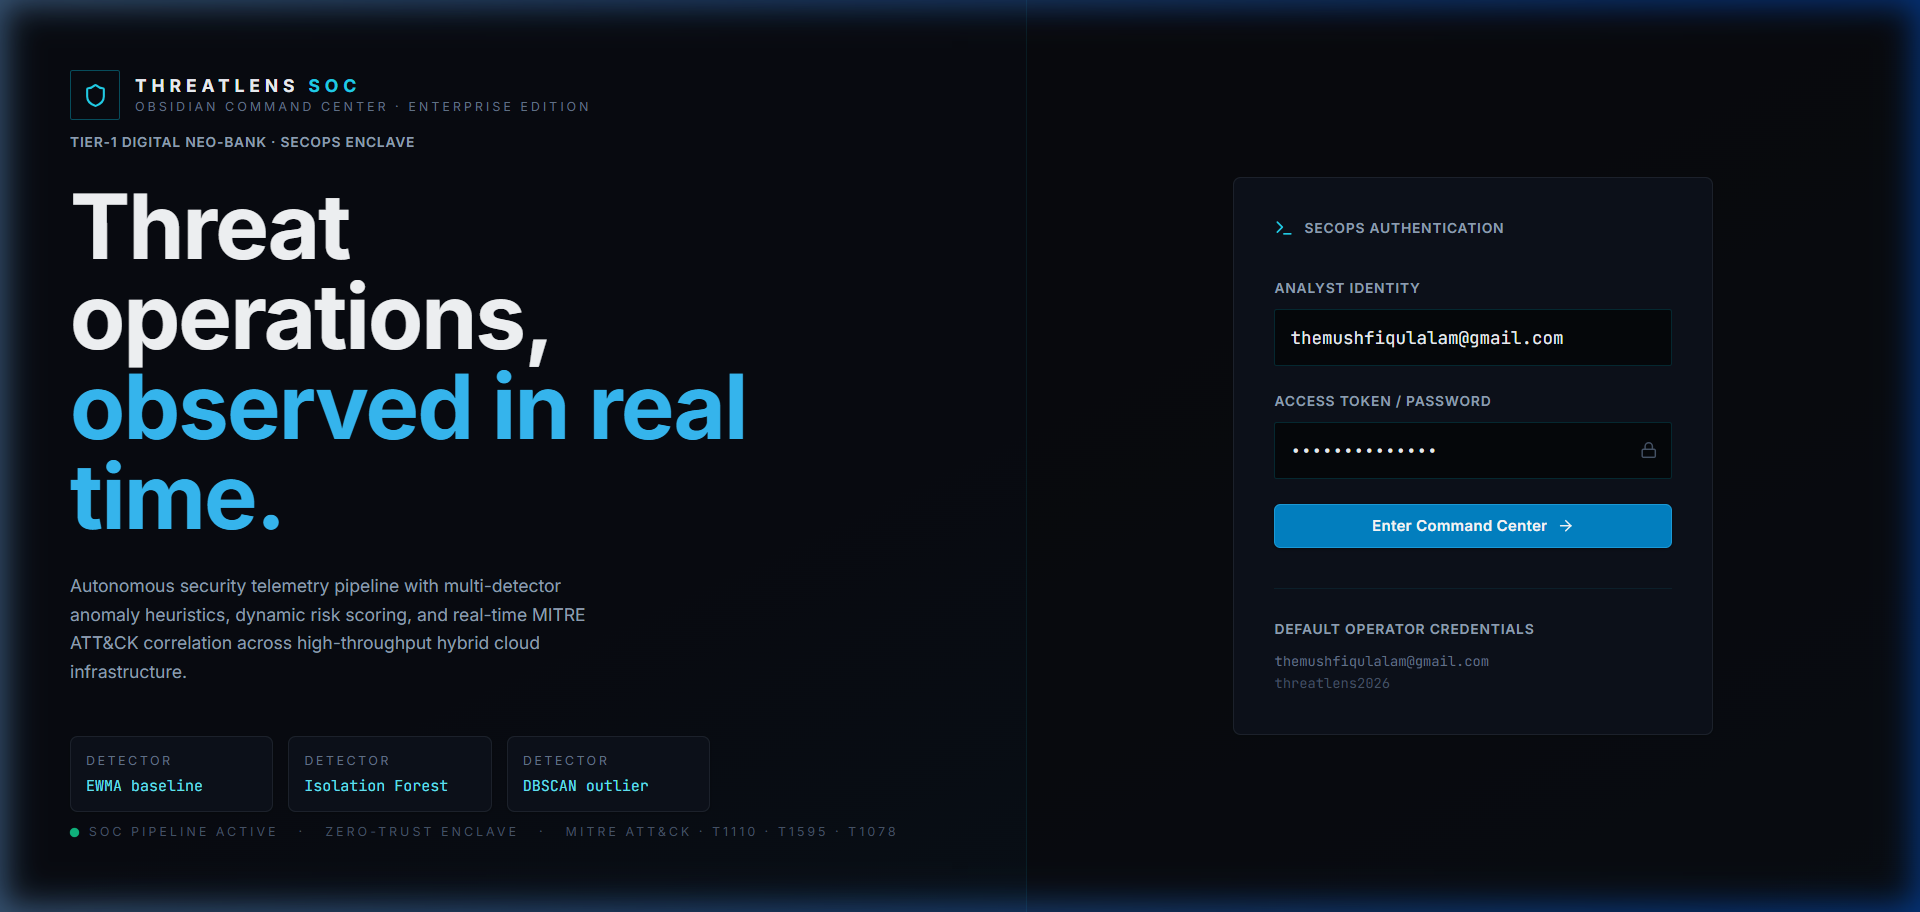 THREATLENS SOC
OBSIDIAN COMMAND CENTER · ENTERPRISE EDITION
TIER-1 DIGITAL NEO-BANK · SECOPS ENCLAVE
Threat
operations,
observed in real
time.
Autonomous security telemetry pipeline with multi-detector
anomaly heuristics, dynamic risk scoring, and real-time MITRE
ATT&CK correlation across high-throughput hybrid cloud
infrastructure.
DETECTOR
EWMA baseline
DETECTOR
Isolation Forest
DETECTOR
DBSCAN outlier
SOC PIPELINE ACTIVE · ZERO-TRUST ENCLAVE · MITRE ATT&CK · T1110 · T1595 · T1078
SECOPS AUTHENTICATION
ANALYST IDENTITY
themushfiqulalam@gmail.com
ACCESS TOKEN / PASSWORD
••••••••••••••
Enter Command Center →
DEFAULT OPERATOR CREDENTIALS
themushfiqulalam@gmail.com
threatlens2026